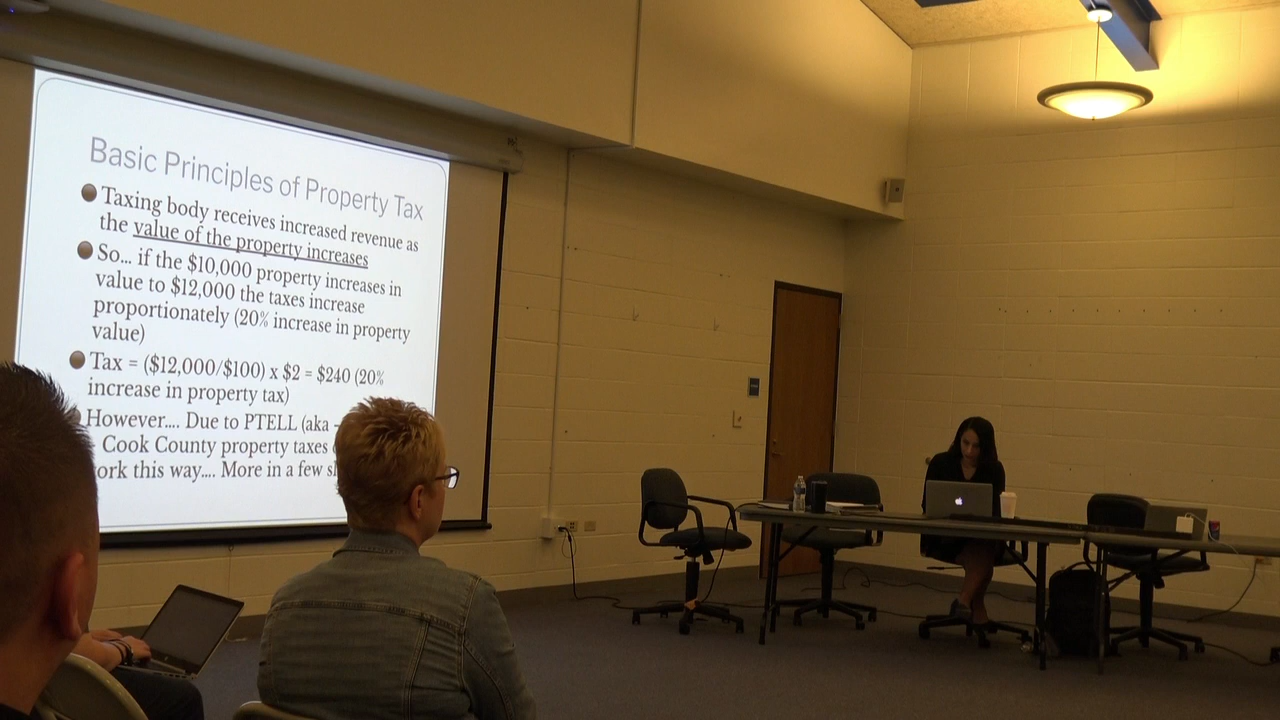 Basic Principles of Property Tax
Taxing body receives increased revenue as
the value of the property increases
So... if the $10,000 property increases in
value to $12,000 the taxes increase
proportionately (20% increase in property
value)
Tax = ($12,000/$100) x $2 = $240 (20%
increase in property tax)
However.... Due to PTELL (aka -
Cook County property taxes
ork this way.... More in a few sl